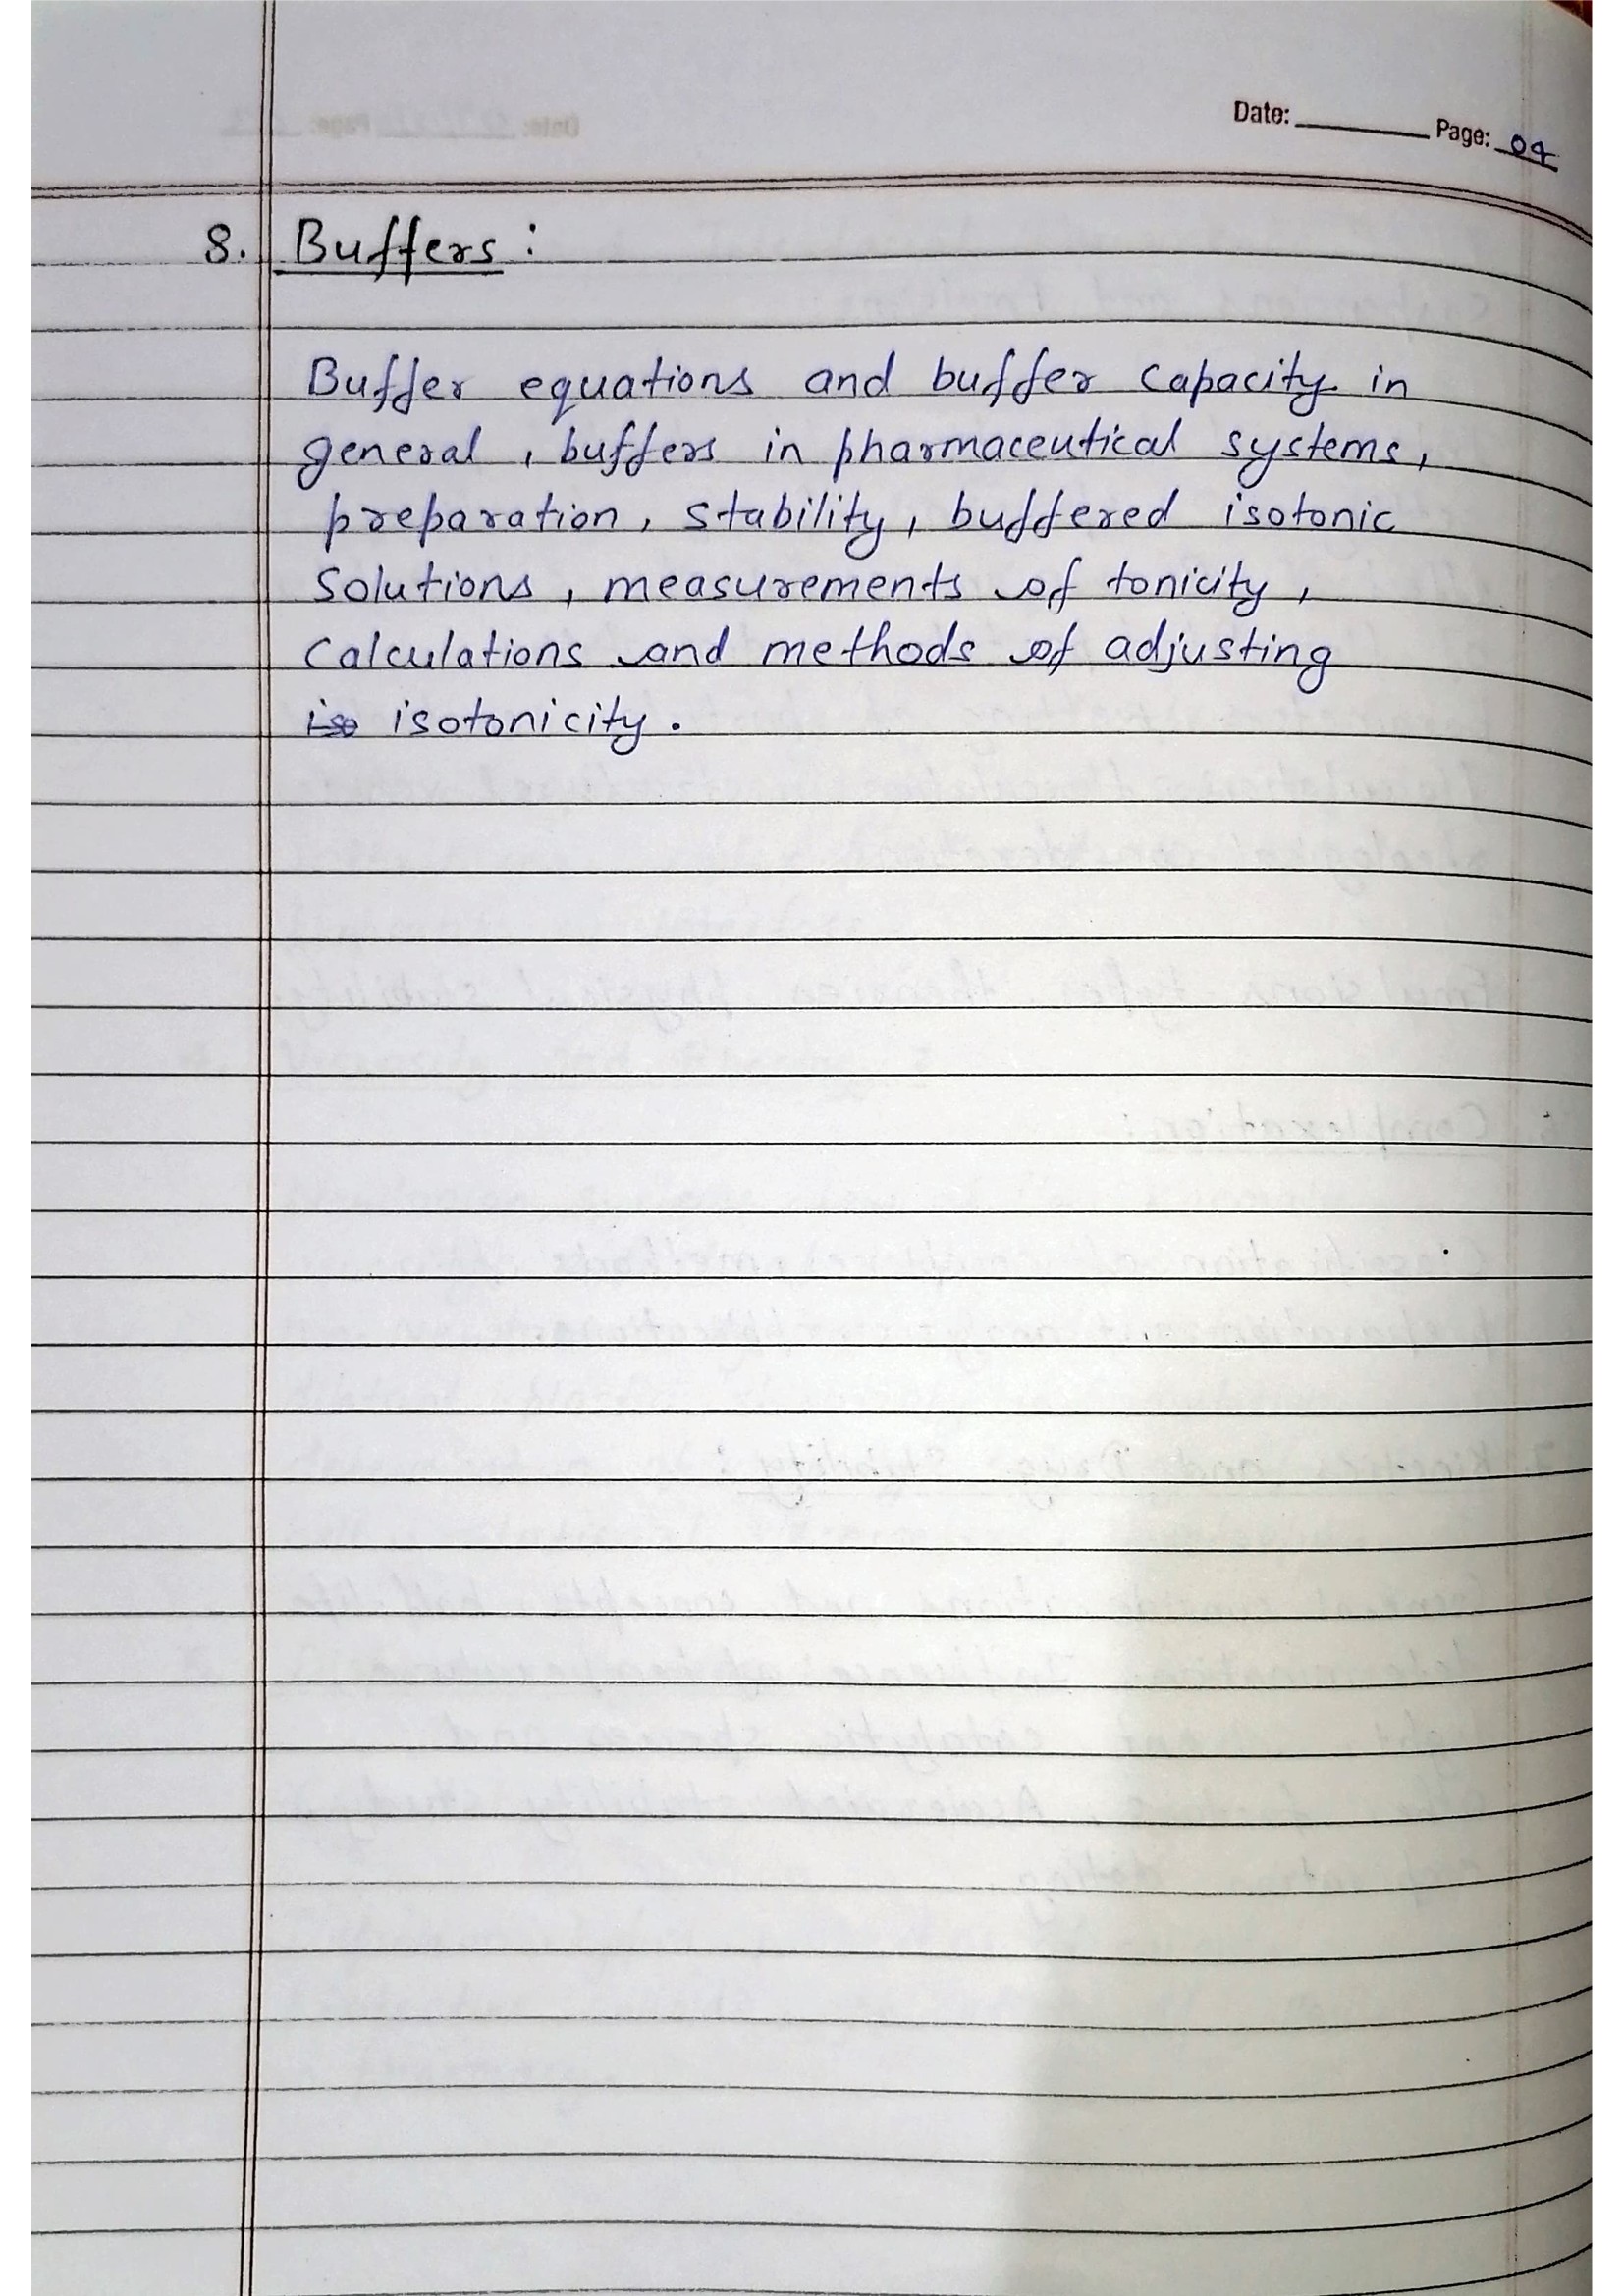 Date: ________ Page: 04
8. Buffers :
Buffer equations and buffer capacity in
general , buffers in pharmaceutical systems,
preparation, stability, buffered isotonic
solutions , measurements of tonicity ,
calculations and methods of adjusting
iso isotonicity .